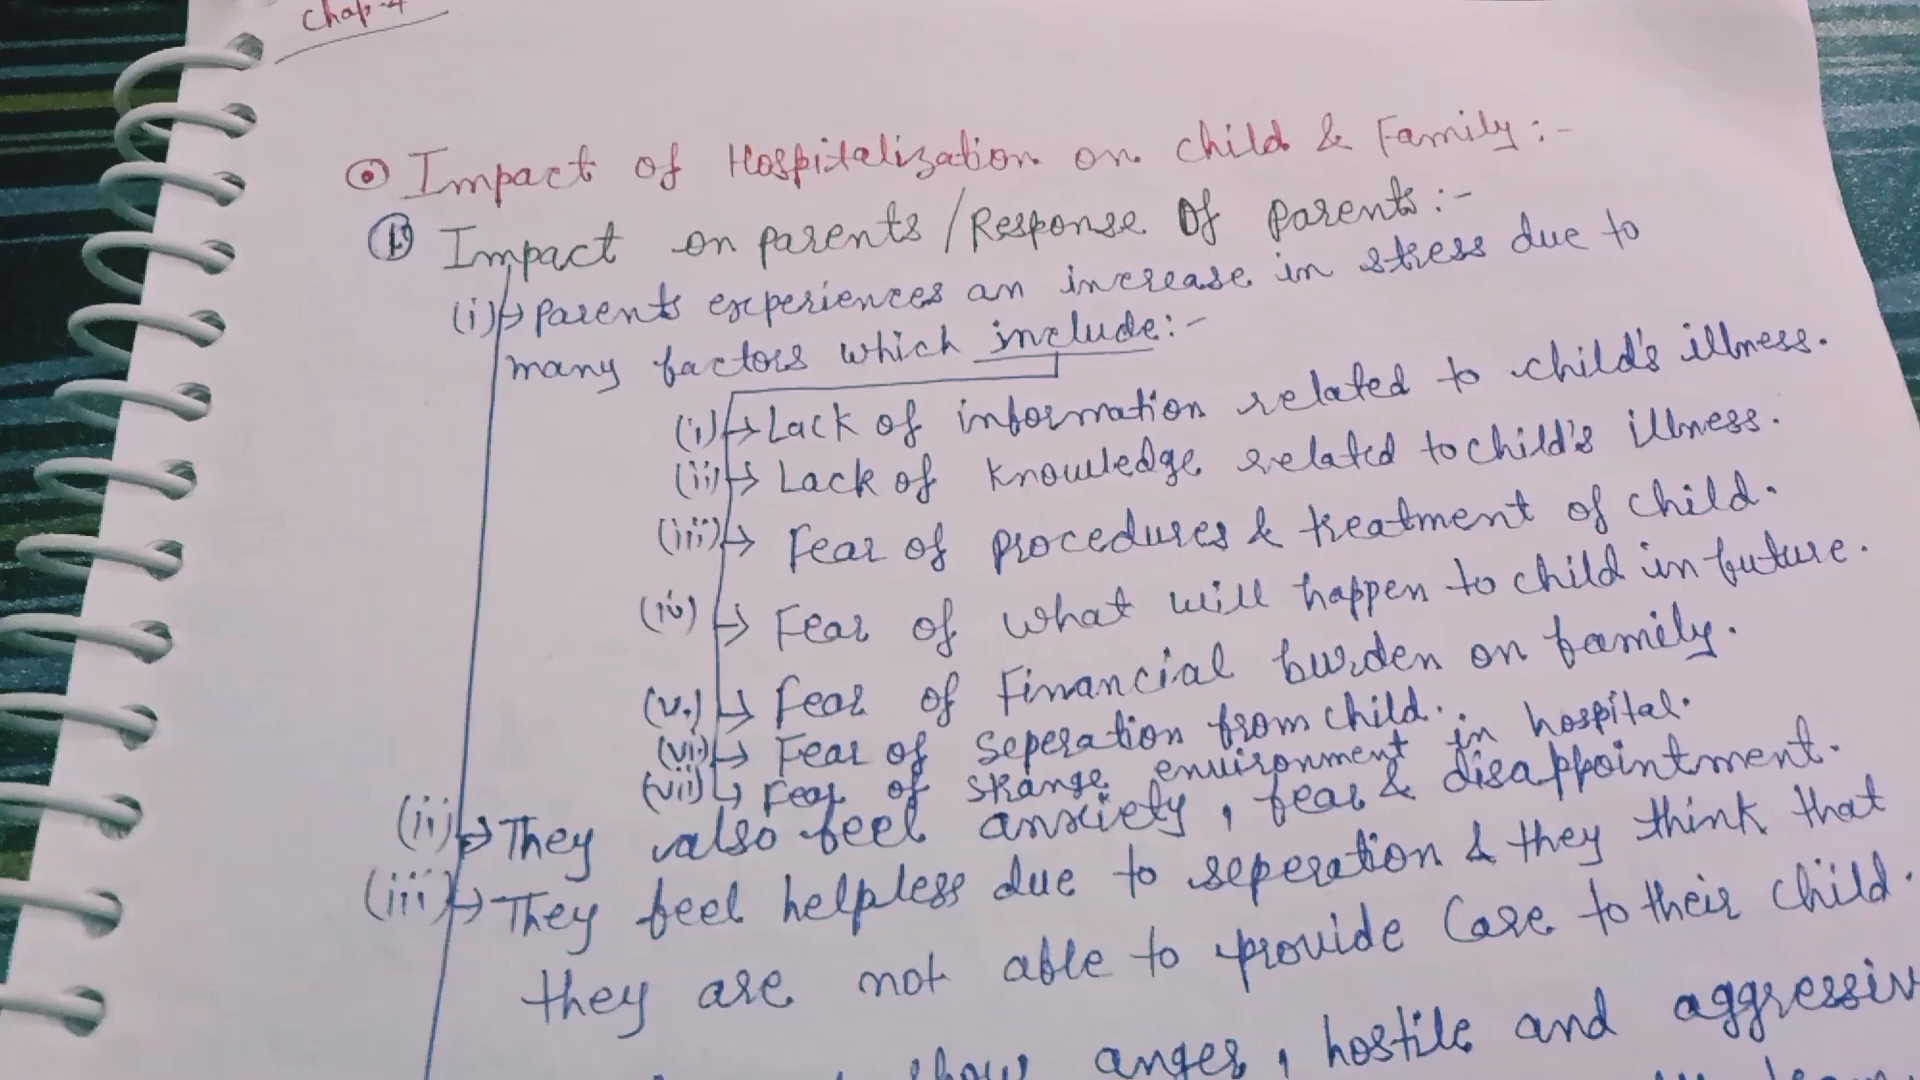 Chap-4
Impact of Hospitalization on child & Family:-
① Impact on parents/Response Of parents:-
(i)→ parents experiences an increase in stress due to
many factors which include:-
(i)→ Lack of information related to child's illness.
(ii)→ Lack of knowledge related to child's illness.
(iii)→ Fear of procedures & treatment of child.
(iv)→ Fear of what will happen to child in future.
(v.)→ Fear of Financial burden on family.
(vi)→ Fear of seperation from child.
(vii)→ Fear of strange environment in hospital.
(ii)→ They also feel anxiety, fear & disappointment.
(iii)→ They feel helpless due to seperation & they think that
they are not able to provide Care to their child.
show anger, hostile and aggressiv